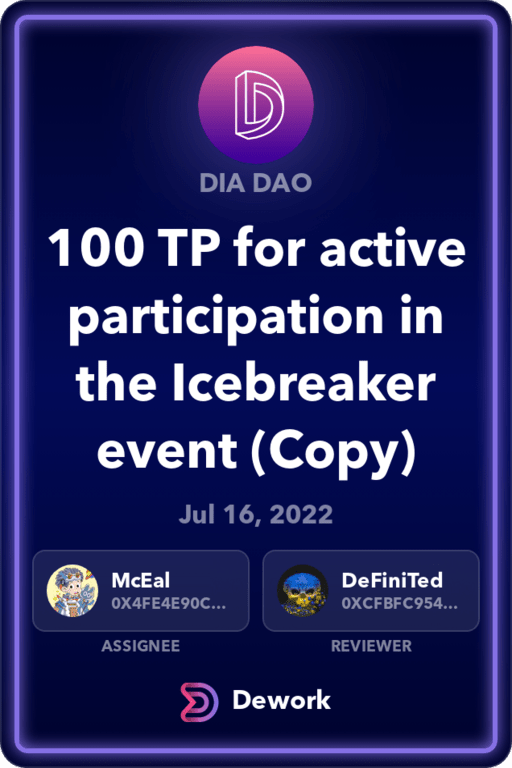 DIA DAO
100 TP for active
participation in
the Icebreaker
event (Copy)
Jul 16, 2022
McEal
0X4FE4E90C...
DeFiniTed
0XCFBFC954...
ASSIGNEE
REVIEWER
Dework